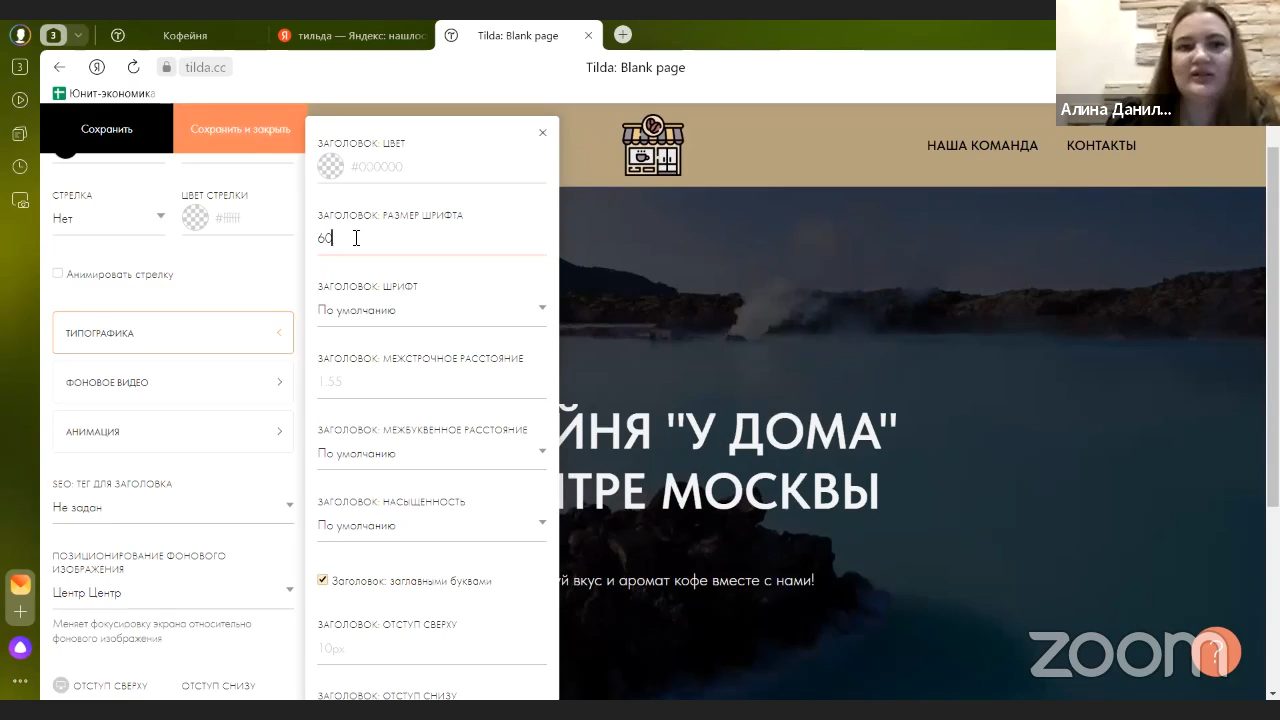 3
Кофейня
тильда — Яндекс: нашлос
Tilda: Blank page
tilda.cc
Tilda: Blank page
Юнит-экономика
3
Сохранить
Сохранить и закрыть
СТРЕЛКА
ЦВЕТ СТРЕЛКИ
Нет
#ffffff
Анимировать стрелку
ТИПОГРАФИКА
ФОНОВОЕ ВИДЕО
АНИМАЦИЯ
SEO: ТЕГ ДЛЯ ЗАГОЛОВКА
Не задан
ПОЗИЦИОНИРОВАНИЕ ФОНОВОГО
ИЗОБРАЖЕНИЯ
Центр Центр
Меняет фокусировку экрана относительно
фонового изображения
ОТСТУП СВЕРХУ
ОТСТУП СНИЗУ
ЗАГОЛОВОК: ЦВЕТ
#000000
ЗАГОЛОВОК: РАЗМЕР ШРИФТА
60
ЗАГОЛОВОК: ШРИФТ
По умолчанию
ЗАГОЛОВОК: МЕЖСТРОЧНОЕ РАССТОЯНИЕ
1.55
ЗАГОЛОВОК: МЕЖБУКВЕННОЕ РАССТОЯНИЕ
По умолчанию
ЗАГОЛОВОК: НАСЫЩЕННОСТЬ
По умолчанию
Заголовок: заглавными буквами
ЗАГОЛОВОК: ОТСТУП СВЕРХУ
10px
ЗАГОЛОВОК: ОТСТУП СНИЗУ
НАША КОМАНДА
КОНТАКТЫ
ЙНЯ "У ДОМА"
ТРЕ МОСКВЫ
уй вкус и аромат кофе вместе с нами!
Алина Данил...
zoom
?